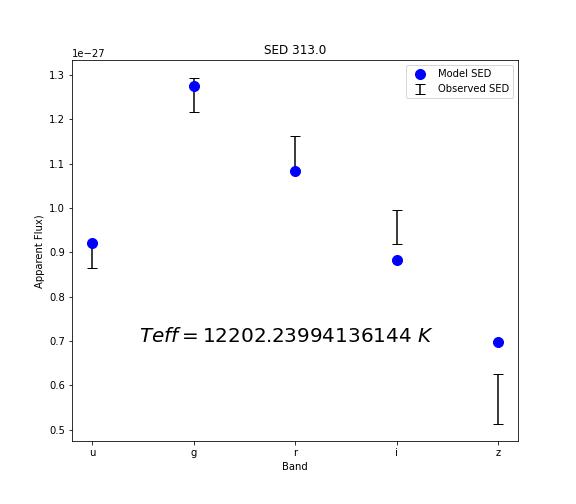 SED 313.0
1e−27
Model SED
Observed SED
1.3
1.2
1.1
1.0
0.9
0.8
0.7
0.6
0.5
Apparent Flux)
Teff = 12202.23994136144 K
u g r i z
Band